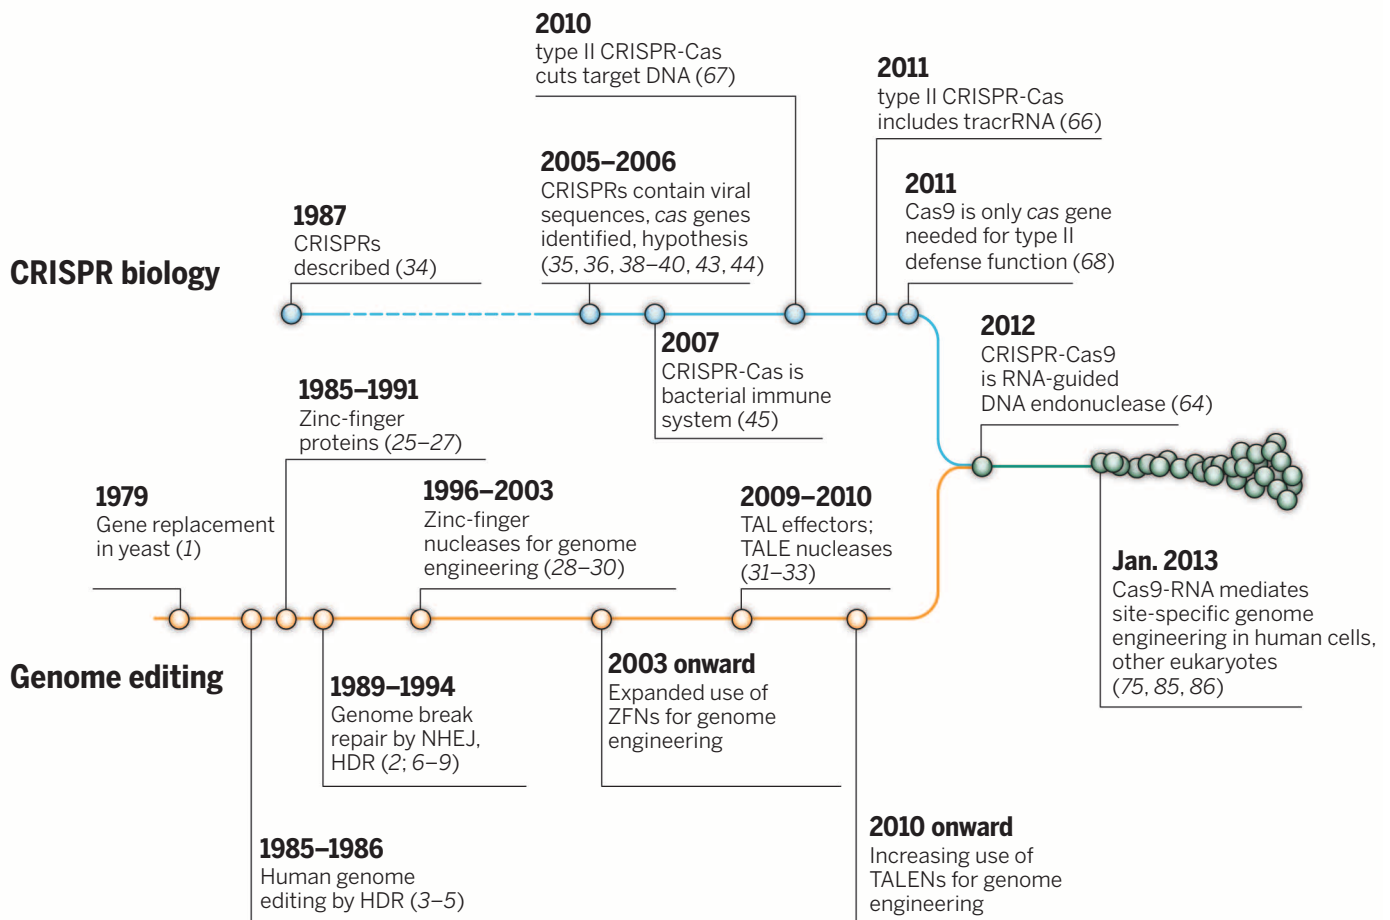 2010
type II CRISPR-Cas
cuts target DNA (67)
2011
type II CRISPR-Cas
includes tracrRNA (66)
2005–2006
CRISPRs contain viral
sequences, cas genes
identified, hypothesis
(35, 36, 38–40, 43, 44)
2011
Cas9 is only cas gene
needed for type II
defense function (68)
1987
CRISPRs
described (34)
CRISPR biology
2007
CRISPR-Cas is
bacterial immune
system (45)
2012
CRISPR-Cas9
is RNA-guided
DNA endonuclease (64)
1985–1991
Zinc-finger
proteins (25–27)
1979
Gene replacement
in yeast (1)
1996–2003
Zinc-finger
nucleases for genome
engineering (28–30)
2009–2010
TAL effectors;
TALE nucleases
(31–33)
Jan. 2013
Cas9-RNA mediates
site-specific genome
engineering in human cells,
other eukaryotes
(75, 85, 86)
Genome editing
1989–1994
Genome break
repair by NHEJ,
HDR (2; 6–9)
2003 onward
Expanded use of
ZFNs for genome
engineering
1985–1986
Human genome
editing by HDR (3–5)
2010 onward
Increasing use of
TALENs for genome
engineering